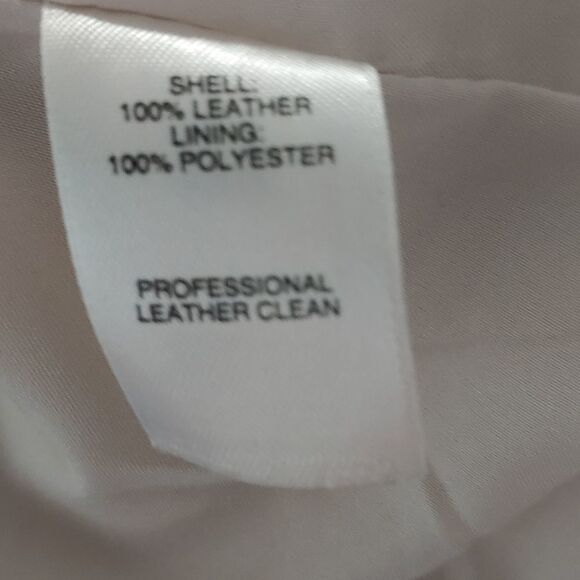 SHELL:
100% LEATHER
LINING:
100% POLYESTER
PROFESSIONAL
LEATHER CLEAN